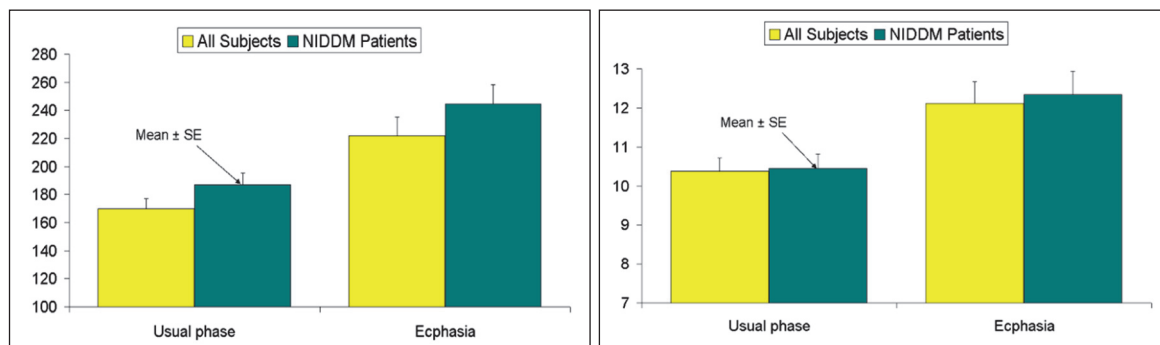 All Subjects NIDDM Patients
280
260
240
220
200
180
160
140
120
100
Mean ± SE
Usual phase Ecphasia
All Subjects NIDDM Patients
13
12
11
10
9
8
7
Mean ± SE
Usual phase Ecphasia